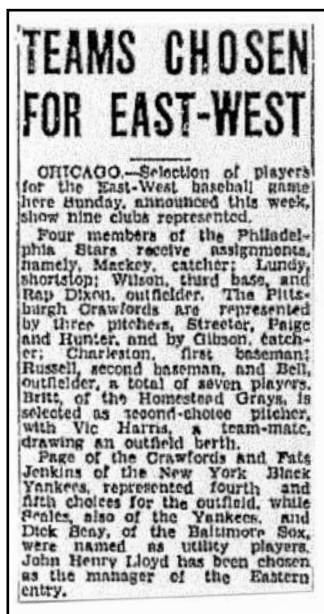 TEAMS CHOSEN
FOR EAST-WEST
CHICAGO.—Selection of players
for the East-West baseball game
here Sunday, announced this week,
show nine clubs represented.
Four members of the Philadel-
phia Stars receive assignments,
namely, Mackey, catcher; Lundy,
shortstop; Wilson, third base, and
Rap Dixon, outfielder. The Pitts-
burgh Crawfords are represented
by three pitchers, Streeter, Paige
and Hunter, and by Gibson, catch-
er; Charleston, first baseman;
Russell, second baseman, and Bell,
outfielder, a total of seven players.
Britt, of the Homestead Grays, is
selected as second-choice pitcher,
with Vic Harris, a team-mate,
drawing an outfield berth.
Page of the Crawfords and Fats
Jenkins of the New York Black
Yankees, represented fourth and
fifth choices for the outfield, while
Scales, also of the Yankees, and
Dick Seay, of the Baltimore Sox,
were named as utility players.
John Henry Lloyd has been chosen
as the manager of the Eastern
entry.